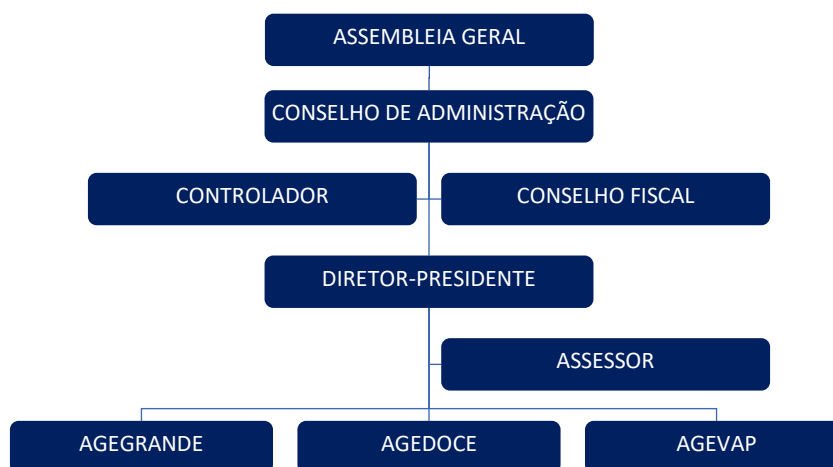 ASSEMBLEIA GERAL
CONSELHO DE ADMINISTRAÇÃO
CONTROLADOR
CONSELHO FISCAL
DIRETOR-PRESIDENTE
ASSESSOR
AGEGRANDE
AGEDOCE
AGEVAP